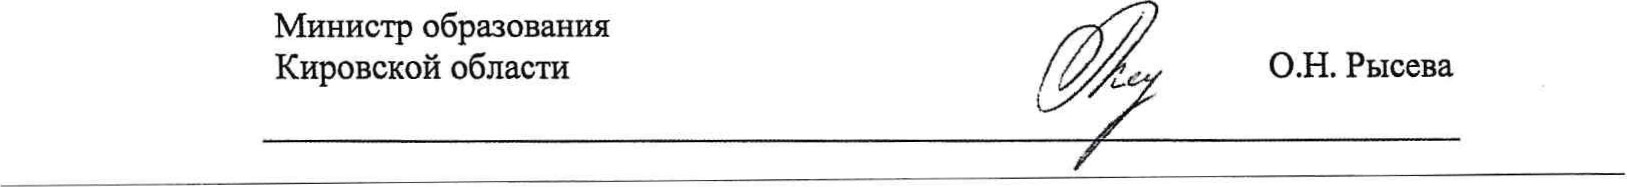 Министр образования
Кировской области
О.Н. Рысева